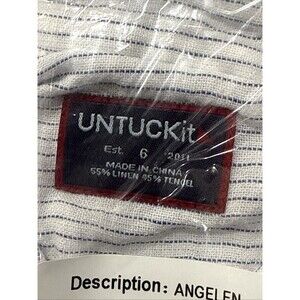 UNTUCKit
Est. 6 2011
MADE IN CHINA
55% LINEN 45% TENCEL
Description: ANGELEN